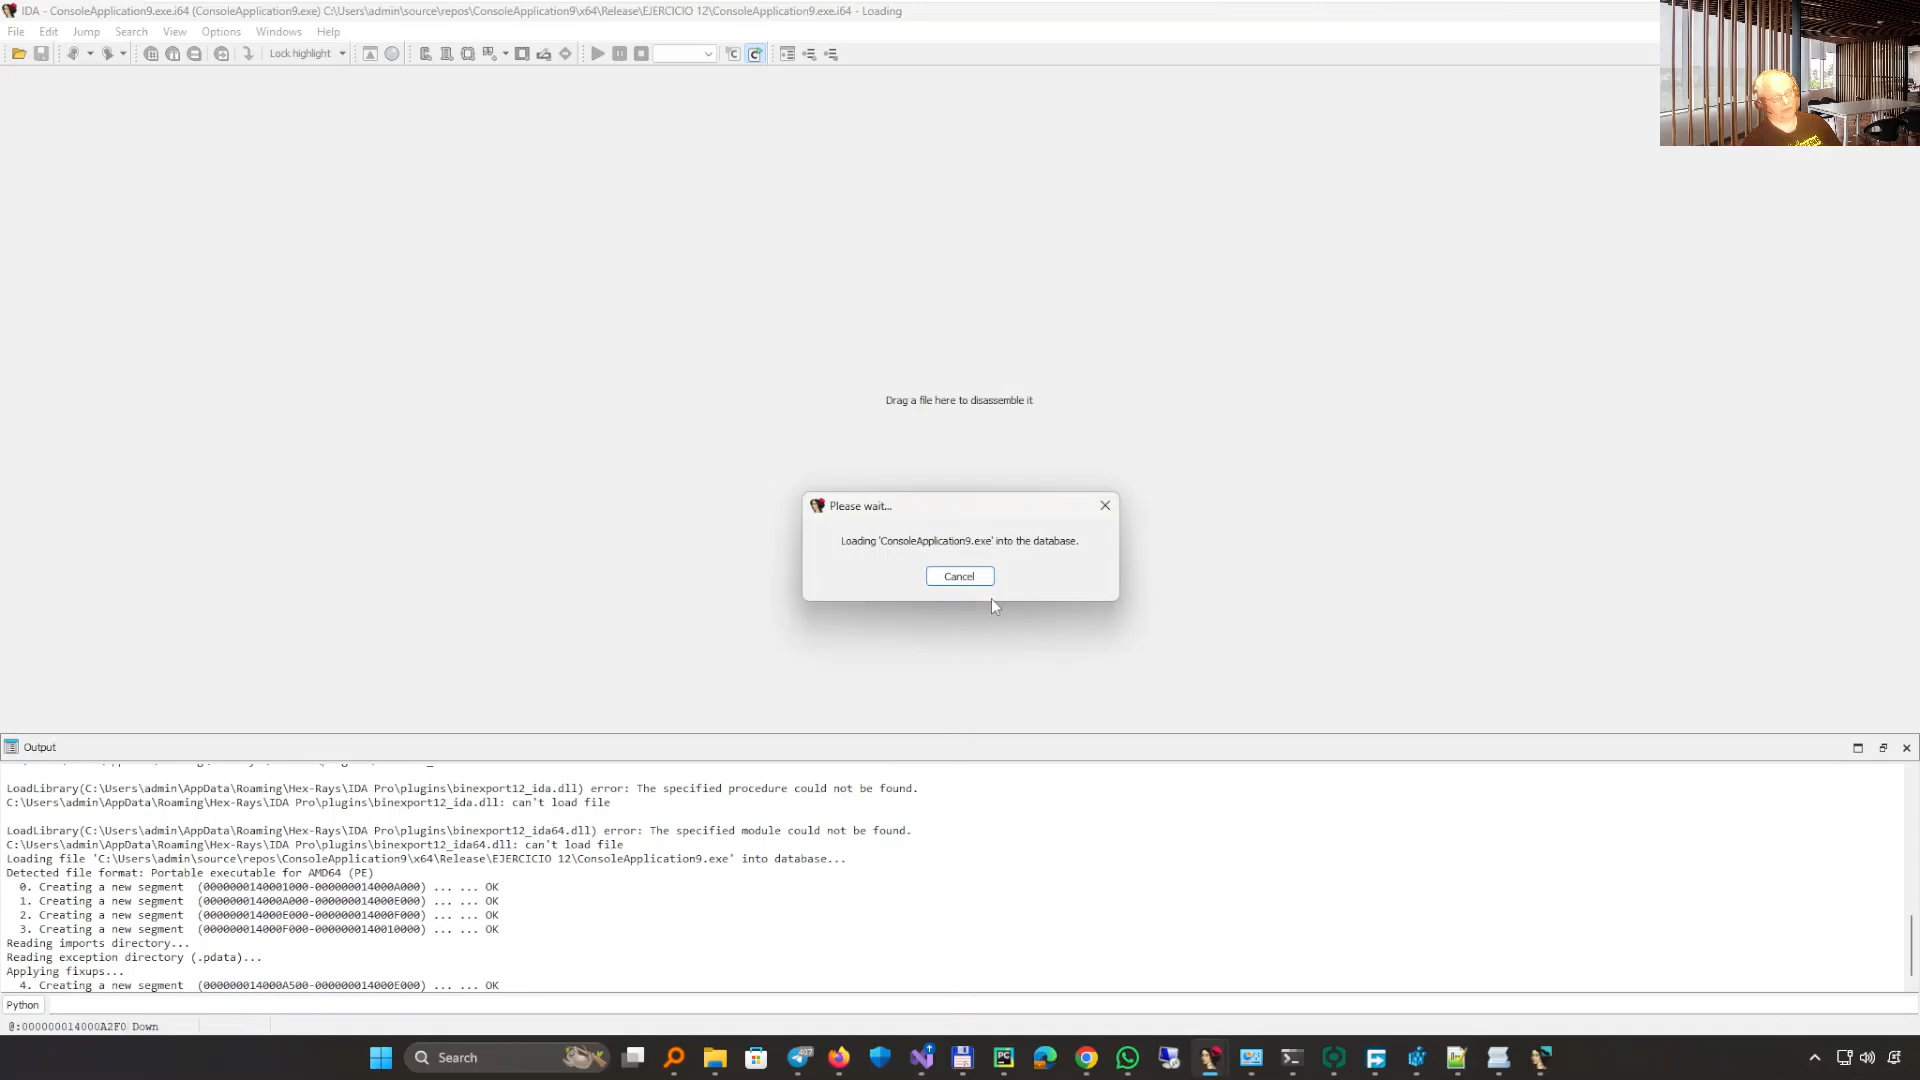 IDA - ConsoleApplication9.exe.i64 (ConsoleApplication9.exe) C:\Users\admin\source\repos\ConsoleApplication9\x64\Release\EJERCICIO 12\ConsoleApplication9.exe.i64 - Loading
File Edit Jump Search View Options Windows Help
Lock highlight
Drag a file here to disassemble it
Please wait...
Loading 'ConsoleApplication9.exe' into the database.
Cancel
Output
LoadLibrary(C:\Users\admin\AppData\Roaming\Hex-Rays\IDA Pro\plugins\binexport12_ida.dll) error: The specified procedure could not be found.
C:\Users\admin\AppData\Roaming\Hex-Rays\IDA Pro\plugins\binexport12_ida.dll: can't load file
LoadLibrary(C:\Users\admin\AppData\Roaming\Hex-Rays\IDA Pro\plugins\binexport12_ida64.dll) error: The specified module could not be found.
C:\Users\admin\AppData\Roaming\Hex-Rays\IDA Pro\plugins\binexport12_ida64.dll: can't load file
Loading file 'C:\Users\admin\source\repos\ConsoleApplication9\x64\Release\EJERCICIO 12\ConsoleApplication9.exe' into database...
Detected file format: Portable executable for AMD64 (PE)
0. Creating a new segment (0000000140001000-000000014000A000) ... ... OK
1. Creating a new segment (000000014000A000-000000014000E000) ... ... OK
2. Creating a new segment (000000014000E000-000000014000F000) ... ... OK
3. Creating a new segment (000000014000F000-0000000140010000) ... ... OK
Reading imports directory...
Reading exception directory (.pdata)...
Applying fixups...
4. Creating a new segment (000000014000A500-000000014000E000) ... ... OK
Python
@:000000014000A2F0 Down
Search
407
PC